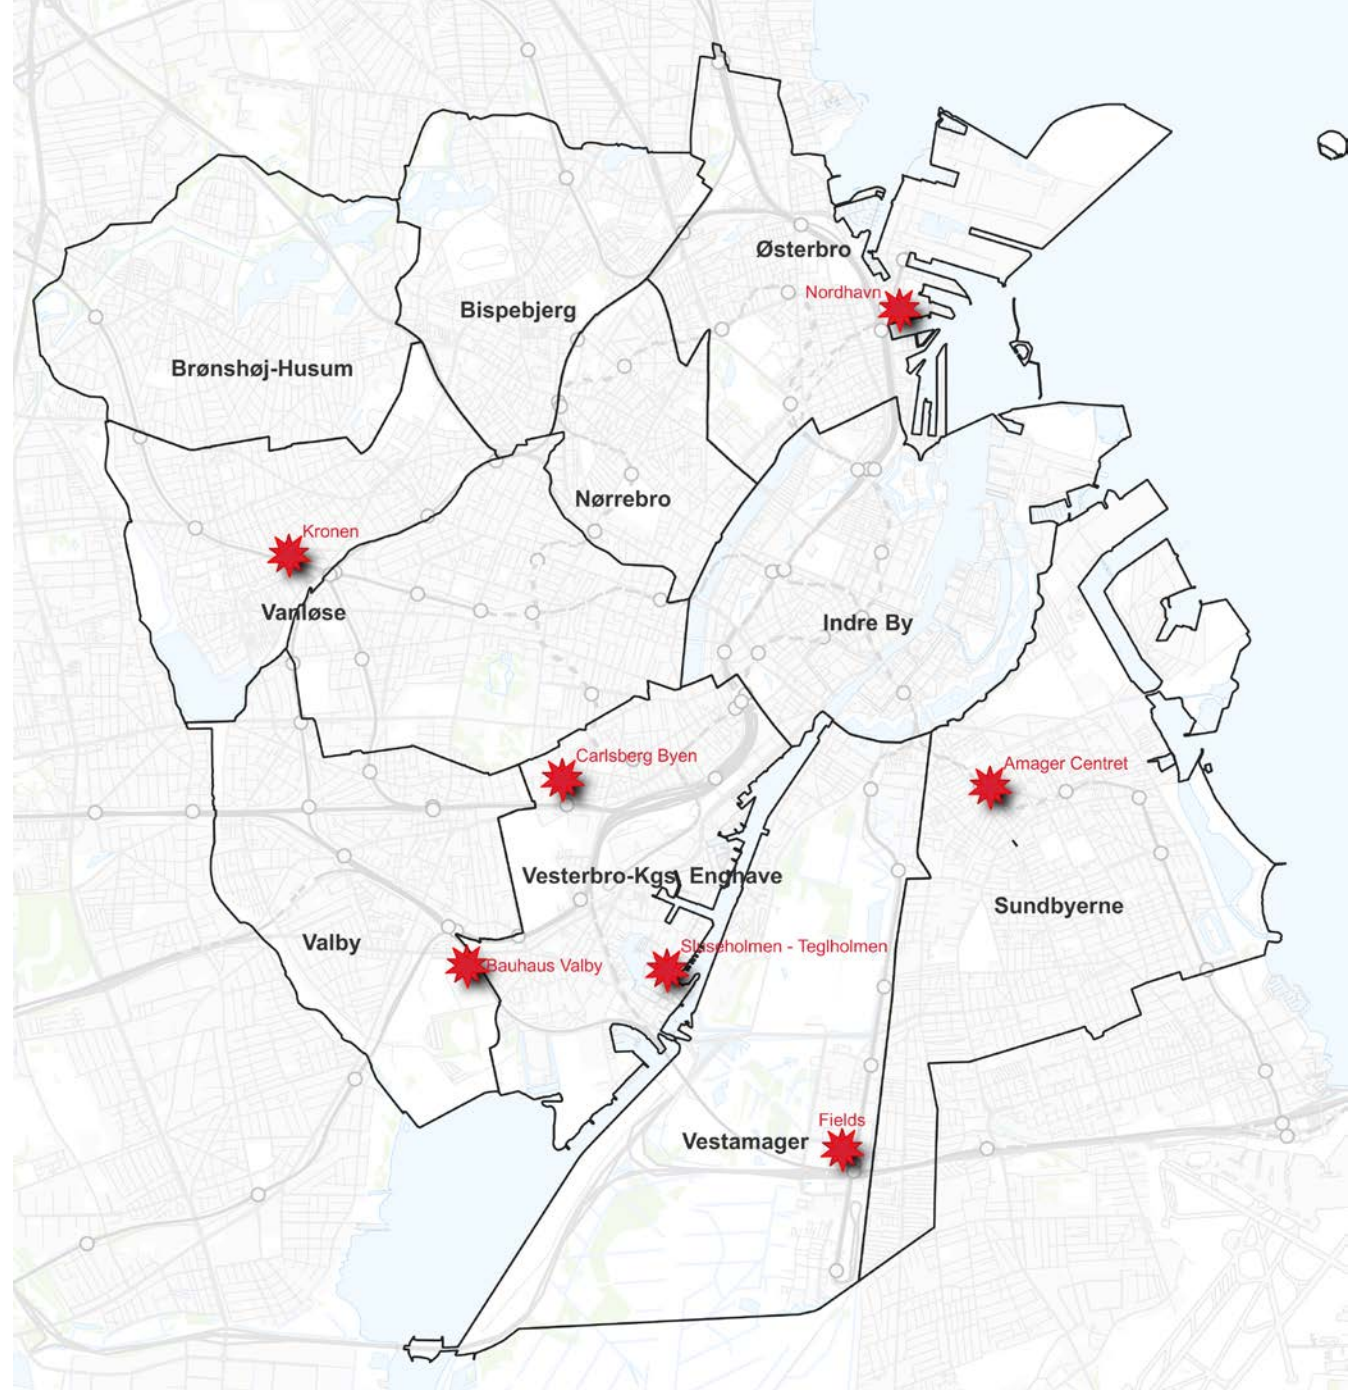 Østerbro
Nordhavn
Bispebjerg
Brønshøj-Husum
Nørrebro
Kronen
Vanløse
Indre By
Carlsberg Byen
Amager Centret
Vesterbro-Kgs. Enghave
Sundbyerne
Valby
Sluseholmen - Teglholmen
Bauhaus Valby
Fields
Vestamager